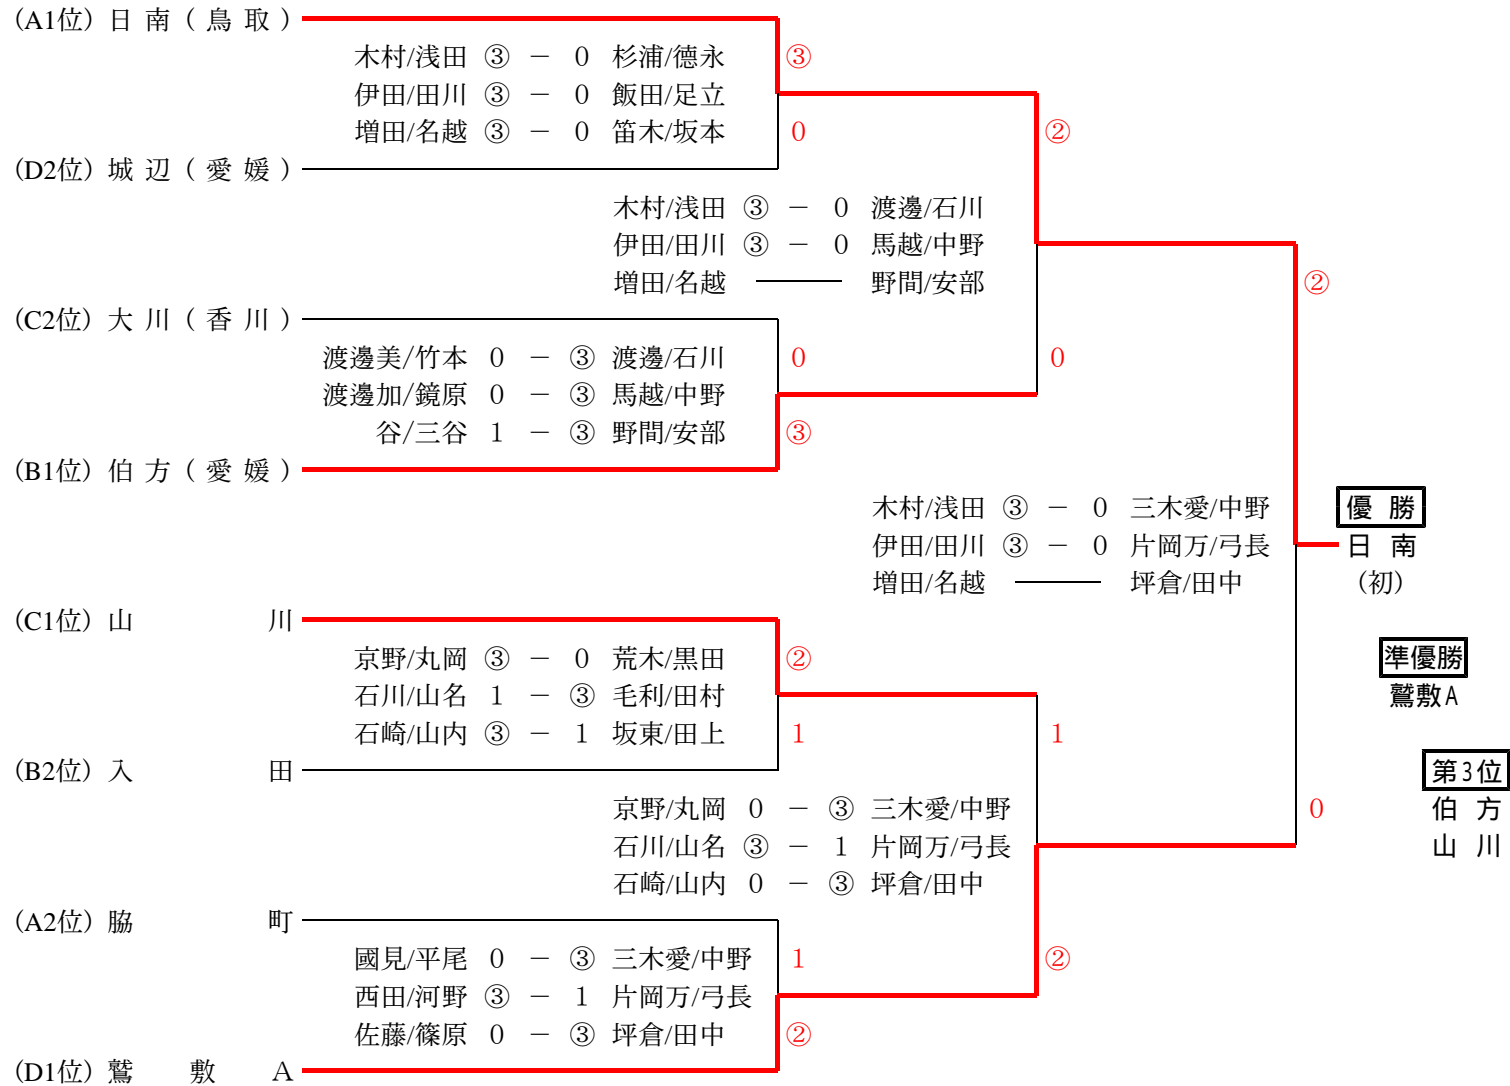 (A1位) 日 南 ( 鳥 取 )
木村/浅田 ③ － 0 杉浦/德永 ③
伊田/田川 ③ － 0 飯田/足立
増田/名越 ③ － 0 笛木/坂本 0 ②
(D2位) 城 辺 ( 愛 媛 )
木村/浅田 ③ － 0 渡邊/石川
伊田/田川 ③ － 0 馬越/中野
増田/名越 野間/安部 ②
(C2位) 大 川 ( 香 川 )
渡邊美/竹本 0 － ③ 渡邊/石川 0 0
渡邊加/鏡原 0 － ③ 馬越/中野
谷/三谷 1 － ③ 野間/安部 ③
(B1位) 伯 方 ( 愛 媛 )
木村/浅田 ③ － 0 三木愛/中野 優 勝
伊田/田川 ③ － 0 片岡万/弓長 日 南
増田/名越 坪倉/田中 (初)
(C1位) 山 川
京野/丸岡 ③ － 0 荒木/黒田 ② 準優勝
石川/山名 1 － ③ 毛利/田村 鷲敷A
石崎/山内 ③ － 1 坂東/田上 1 1
(B2位) 入 田 第3位
京野/丸岡 0 － ③ 三木愛/中野 0 伯 方
石川/山名 ③ － 1 片岡万/弓長 山 川
石崎/山内 0 － ③ 坪倉/田中
(A2位) 脇 町
國見/平尾 0 － ③ 三木愛/中野 1 ②
西田/河野 ③ － 1 片岡万/弓長
佐藤/篠原 0 － ③ 坪倉/田中 ②
(D1位) 鷲 敷 A